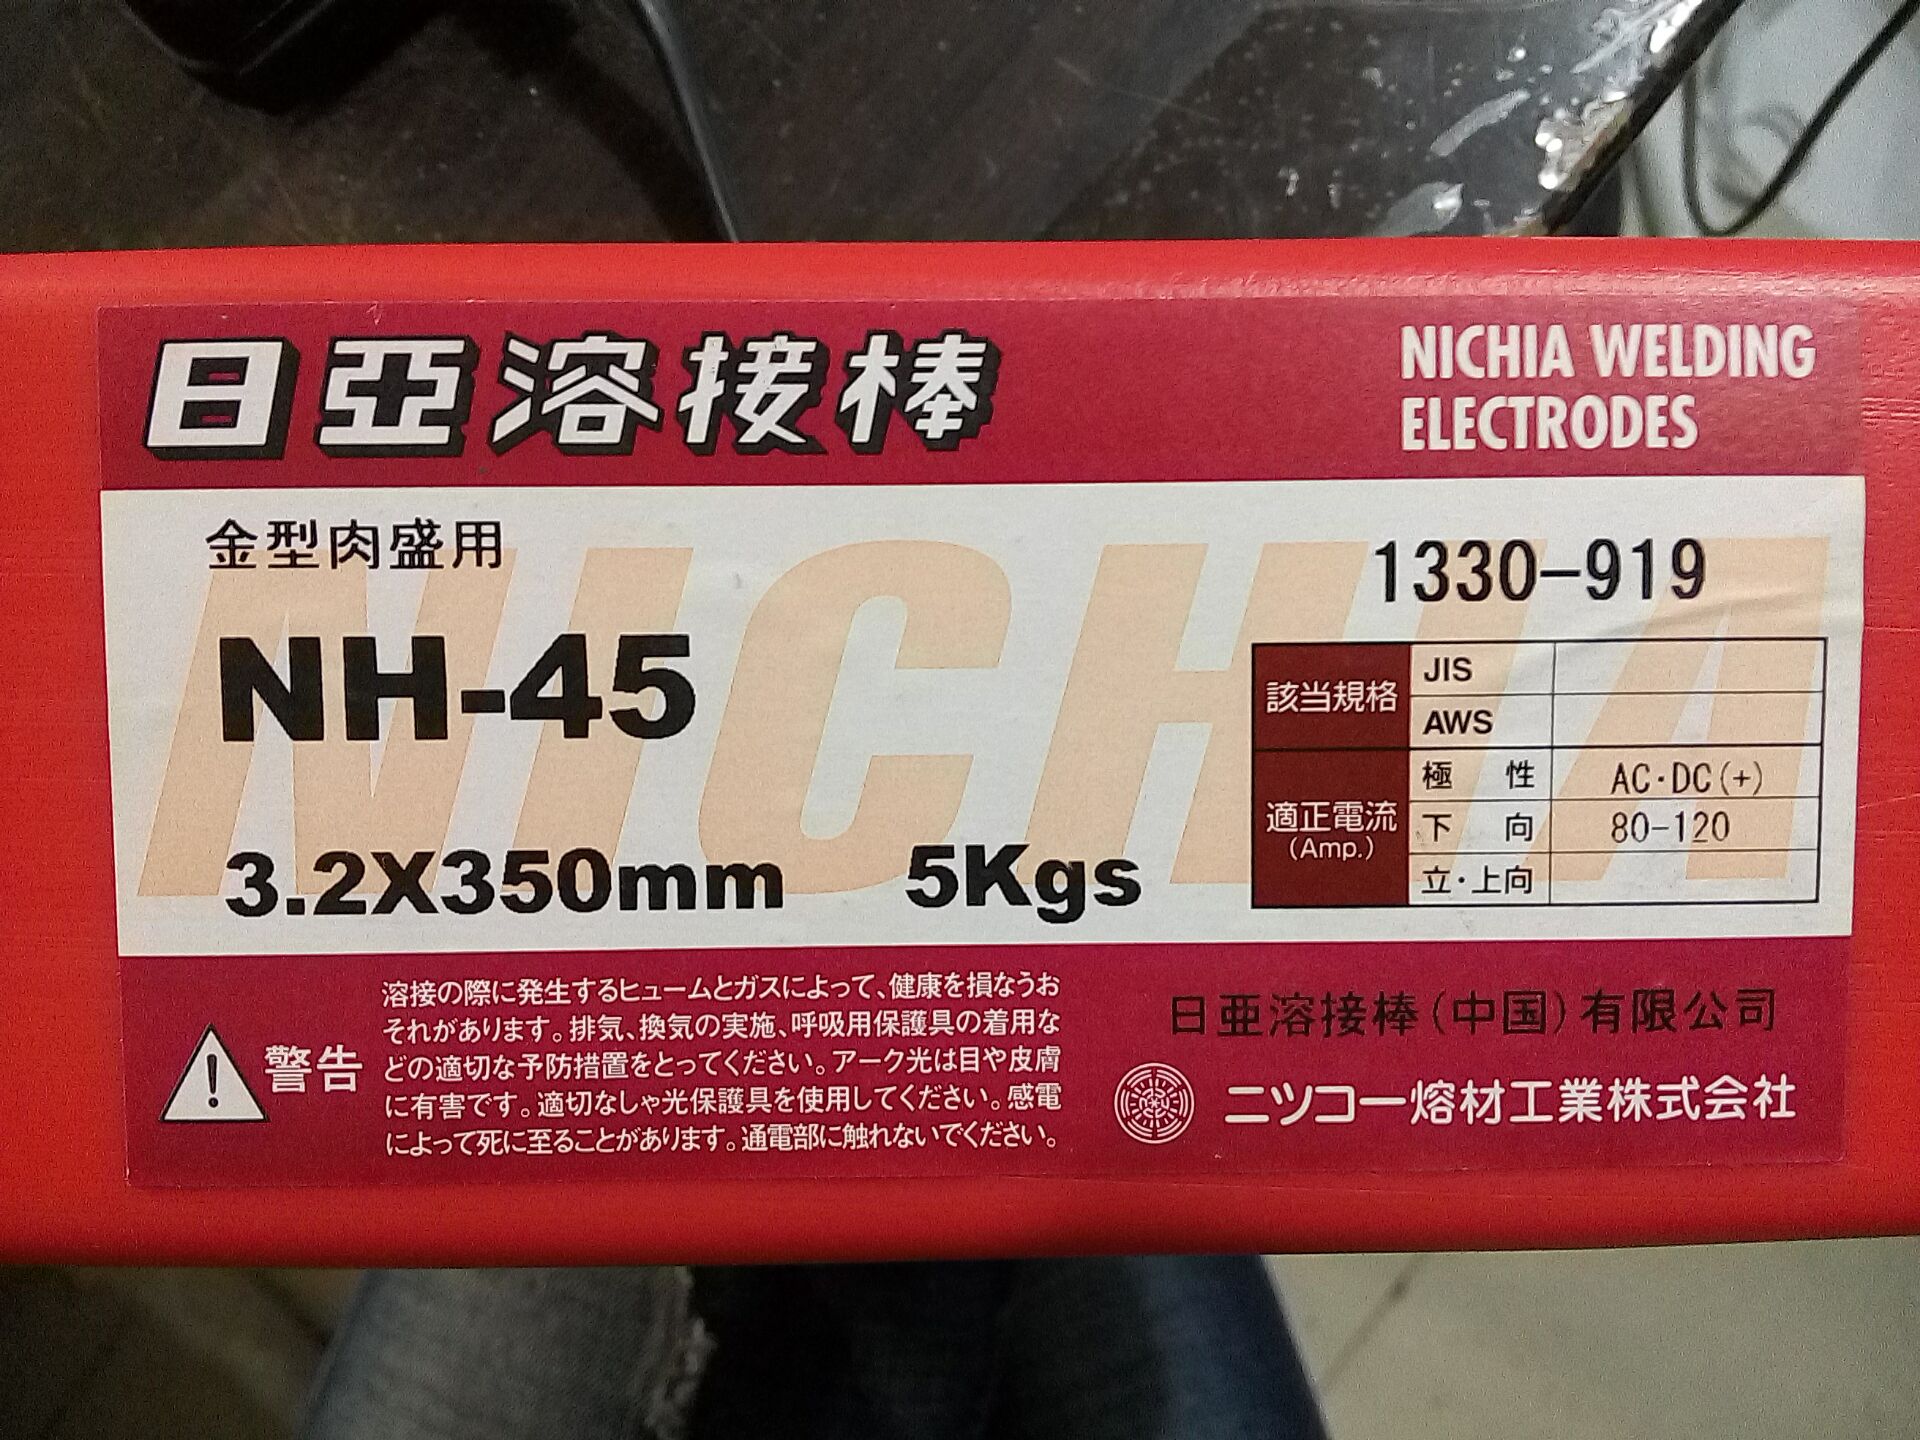 日亞溶接棒
NICHIA WELDING
ELECTRODES
金型肉盛用
NH-45
3.2X350mm 5Kgs
1330-919
該当規格 JIS
AWS
適正電流 (Amp.) 極性 AC·DC(+)
下向 80-120
立·上向
NICHIA
警告
溶接の際に発生するヒュームとガスによって、健康を損なうお
それがあります。排気、換気の実施、呼吸用保護具の着用な
どの適切な予防措置をとってください。アーク光は目や皮膚
に有害です。適切なしゃ光保護具を使用してください。感電
によって死に至ることがあります。通電部に触れないでください。
日亜溶接棒(中国)有限公司
ニツコー熔材工業株式会社